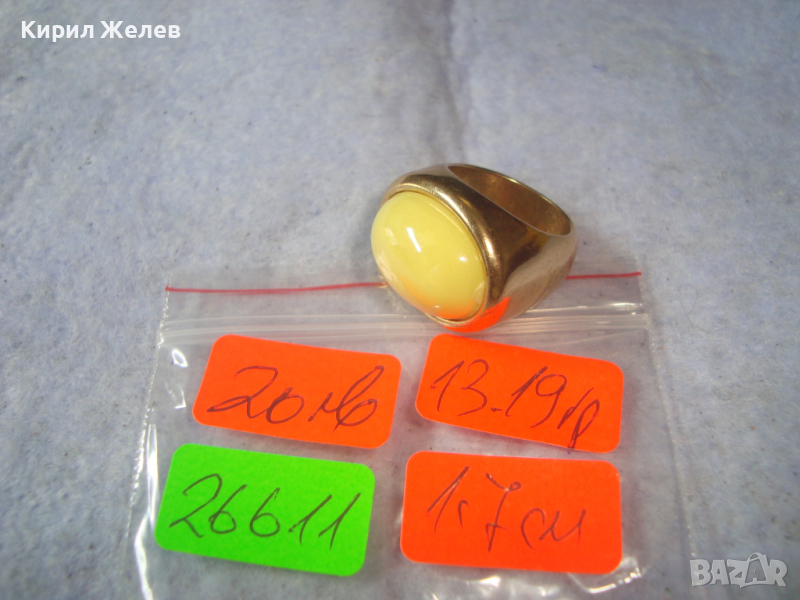 Кирил Желев
20лв
13.19гр
26611
1.7см
BAZAR